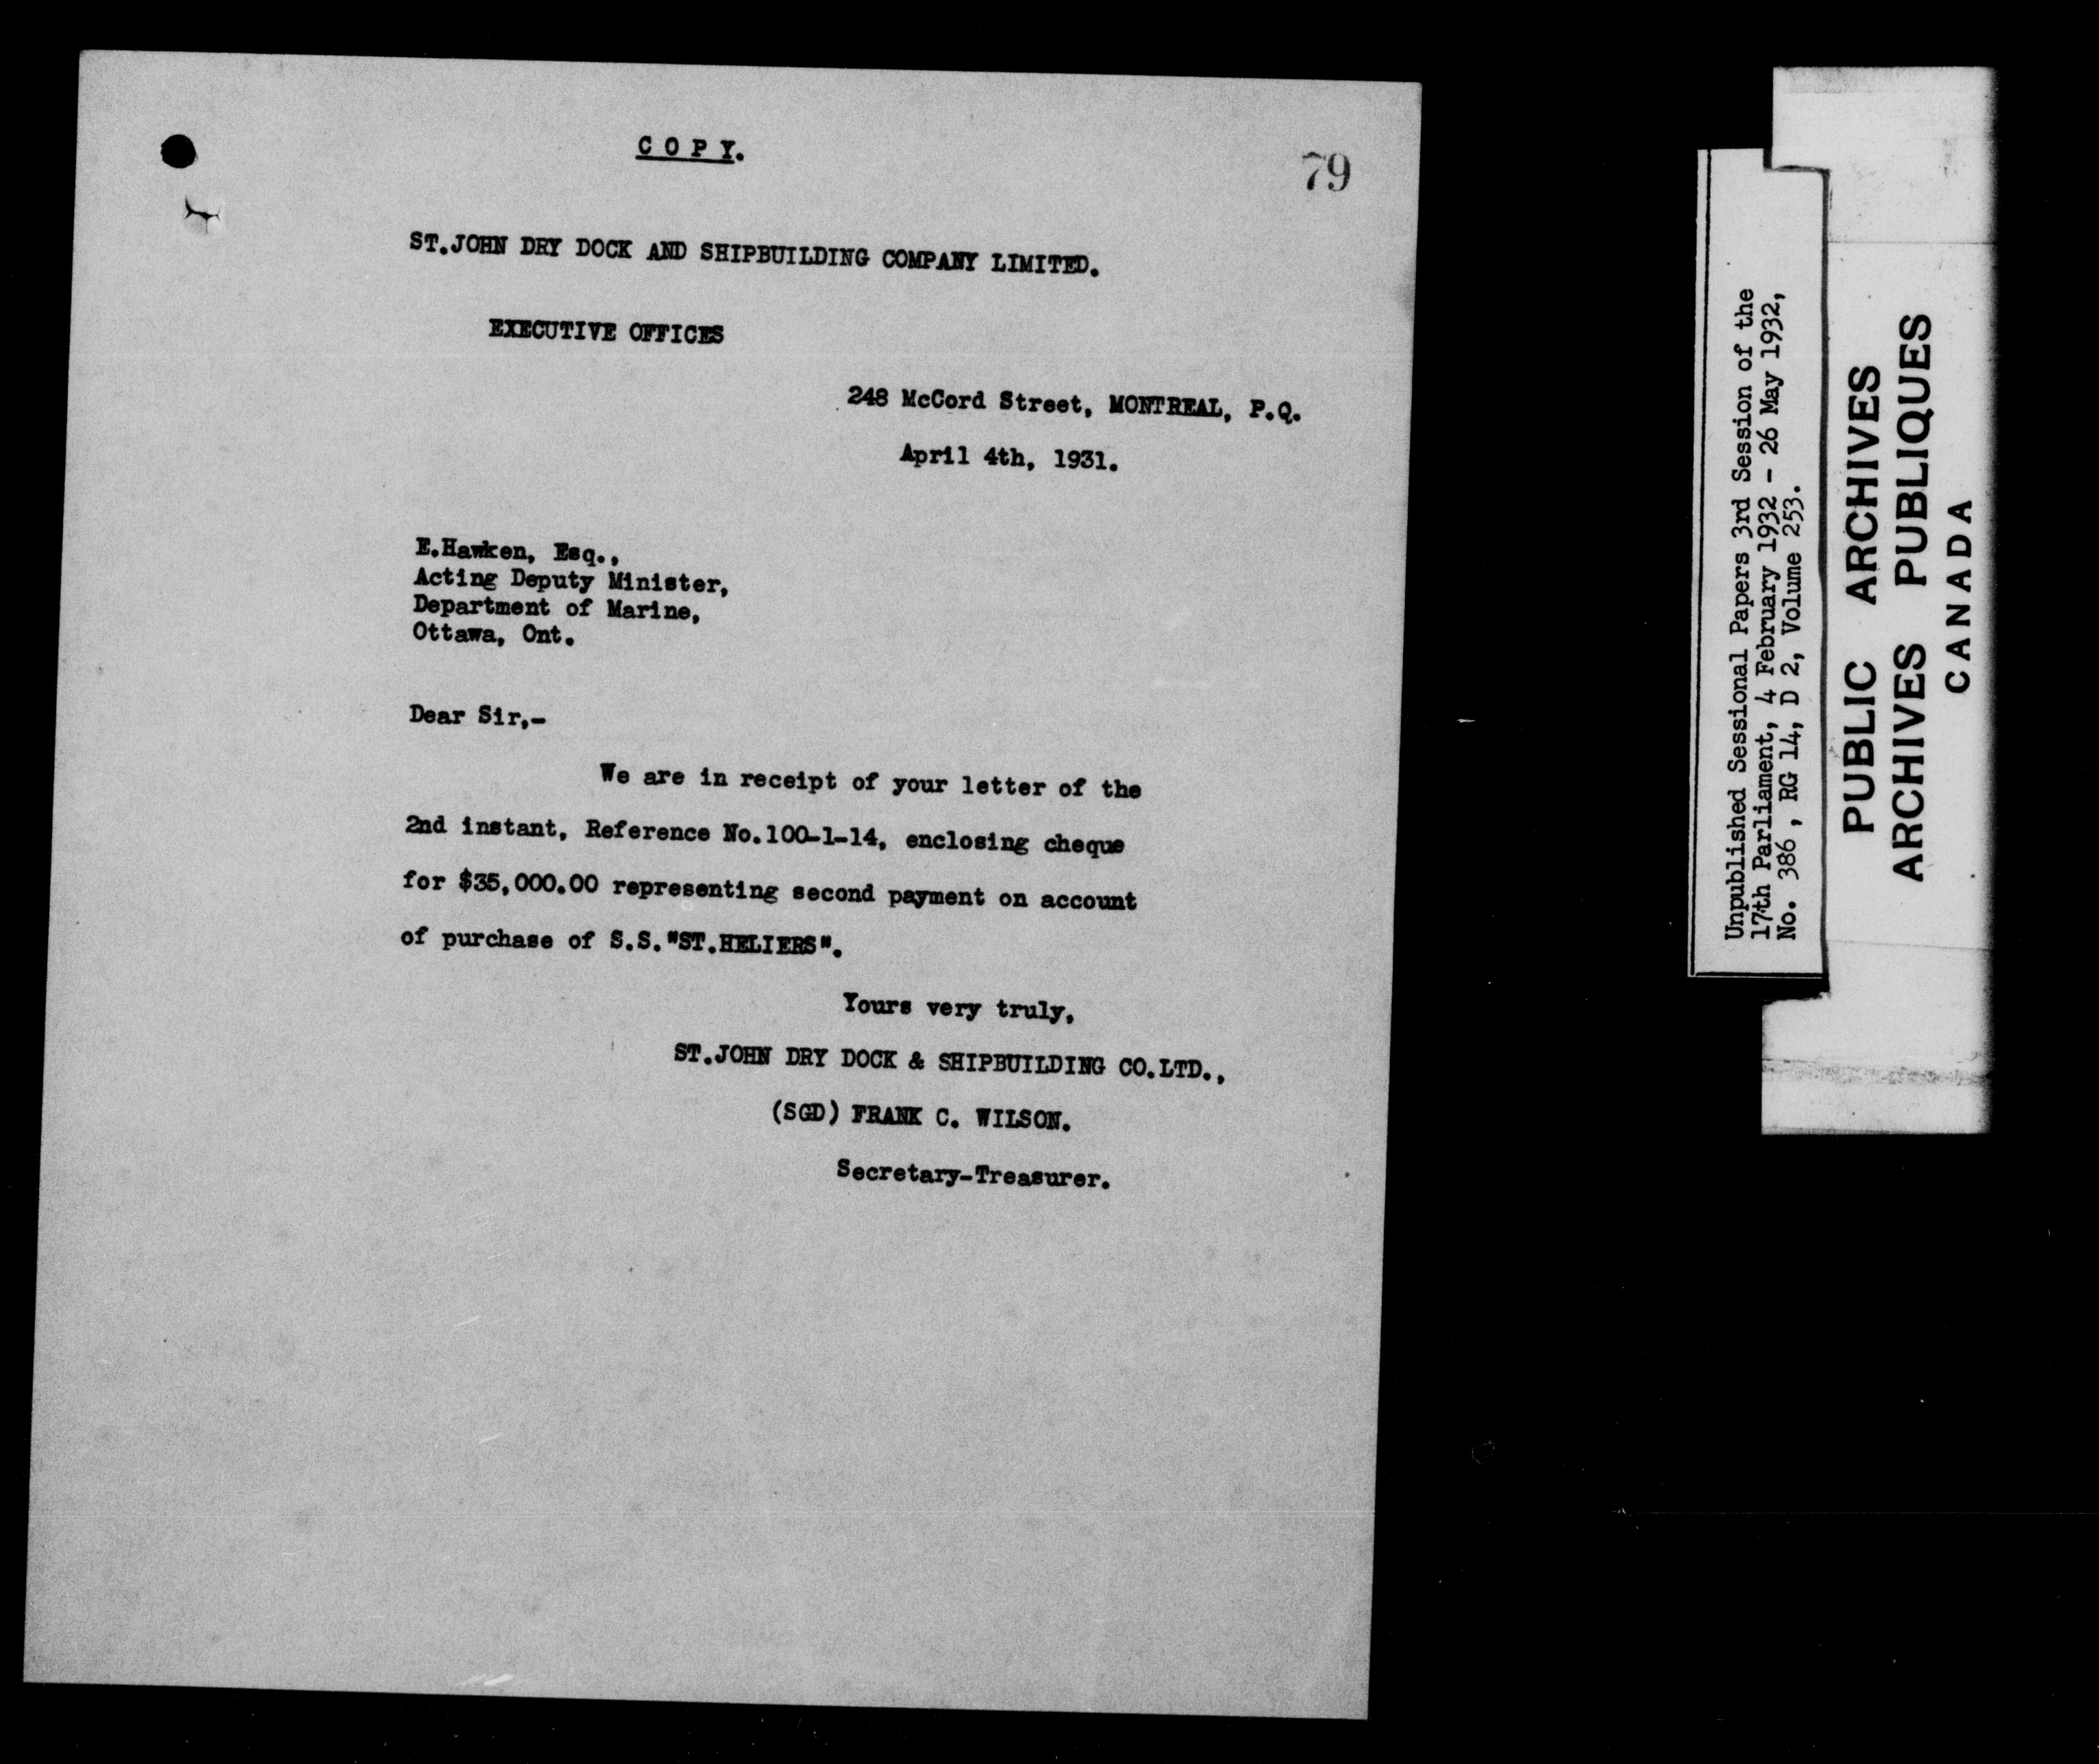 C O P Y.
79
ST.JOHN DRY DOCK AND SHIPBUILDING COMPANY LIMITED.
EXECUTIVE OFFICES
248 McCord Street, MONTREAL, P.Q.
April 4th, 1931.
E.Hawken, Esq.,
Acting Deputy Minister,
Department of Marine,
Ottawa, Ont.
Dear Sir,-
We are in receipt of your letter of the
2nd instant, Reference No.100-1-14, enclosing cheque
for $35,000.00 representing second payment on account
of purchase of S.S."ST.HELIERS".
Yours very truly,
ST.JOHN DRY DOCK & SHIPBUILDING CO.LTD.,
(SGD) FRANK C. WILSON.
Secretary-Treasurer.
Unpublished Sessional Papers 3rd Session of the
17th Parliament, 4 February 1932 - 26 May 1932,
No. 386, RG 14, D 2, Volume 253.
PUBLIC ARCHIVES
ARCHIVES PUBLIQUES
CANADA